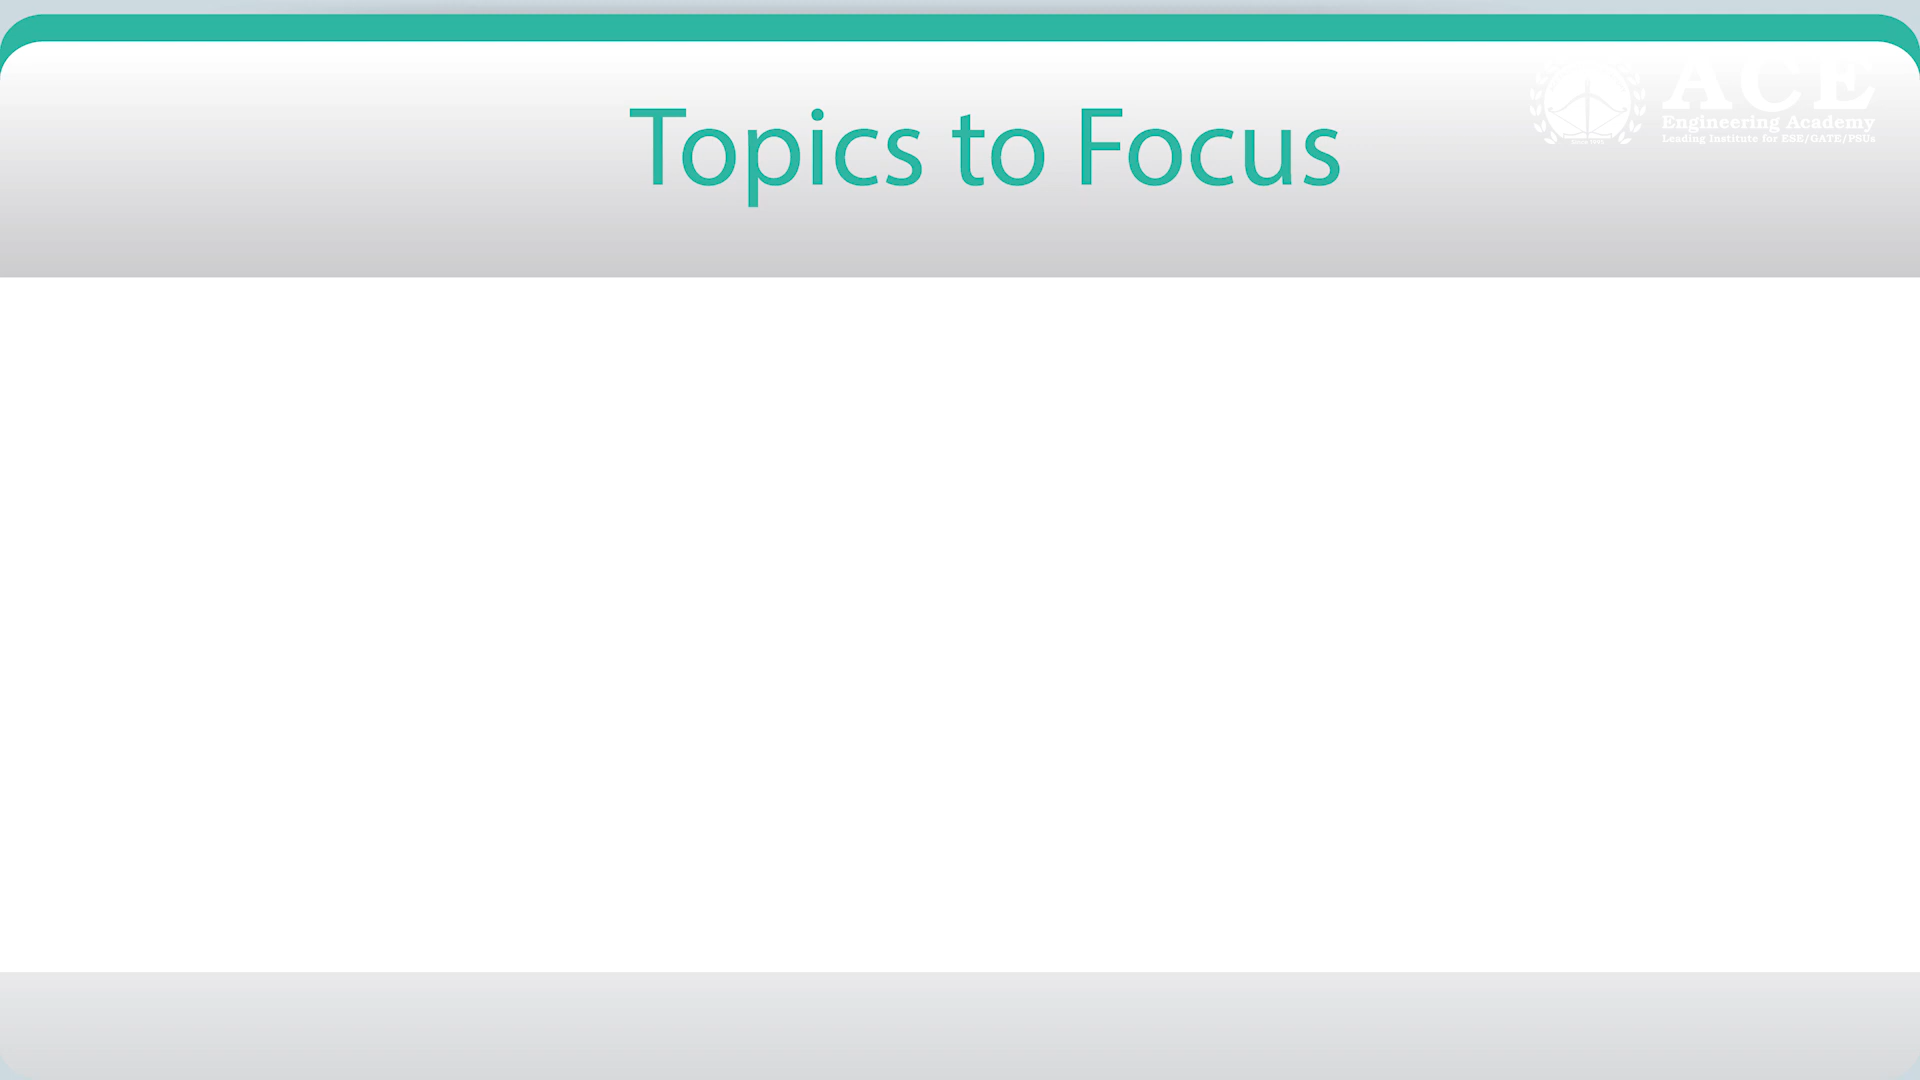 Topics to Focus
ACE
Engineering Academy
Leading Institute for ESE/GATE/PSUs